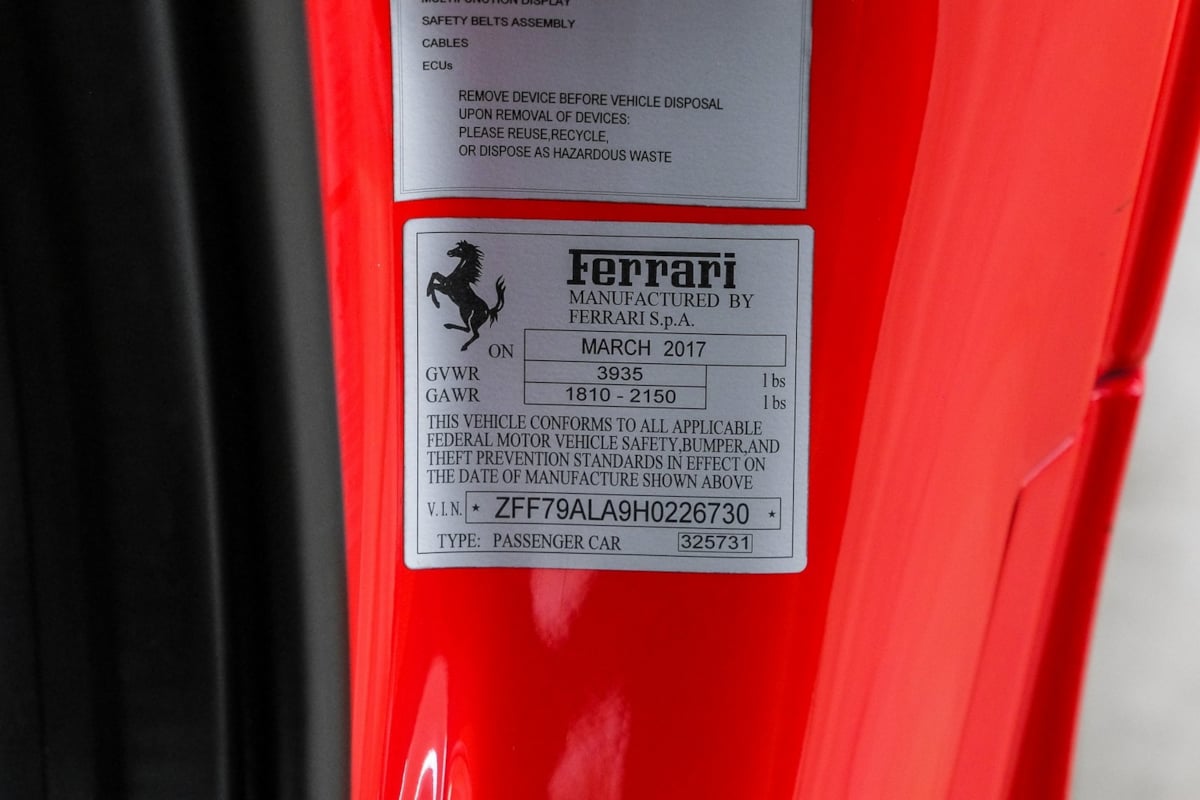 MULTIFUNCTION DISPLAY
SAFETY BELTS ASSEMBLY
CABLES
ECUs
REMOVE DEVICE BEFORE VEHICLE DISPOSAL
UPON REMOVAL OF DEVICES:
PLEASE REUSE,RECYCLE,
OR DISPOSE AS HAZARDOUS WASTE
Ferrari
MANUFACTURED BY
FERRARI S.p.A.
ON MARCH 2017
GVWR 3935 lbs
GAWR 1810 - 2150 lbs
THIS VEHICLE CONFORMS TO ALL APPLICABLE
FEDERAL MOTOR VEHICLE SAFETY,BUMPER,AND
THEFT PREVENTION STANDARDS IN EFFECT ON
THE DATE OF MANUFACTURE SHOWN ABOVE
V.I.N. * ZFF79ALA9H0226730 *
TYPE: PASSENGER CAR 325731